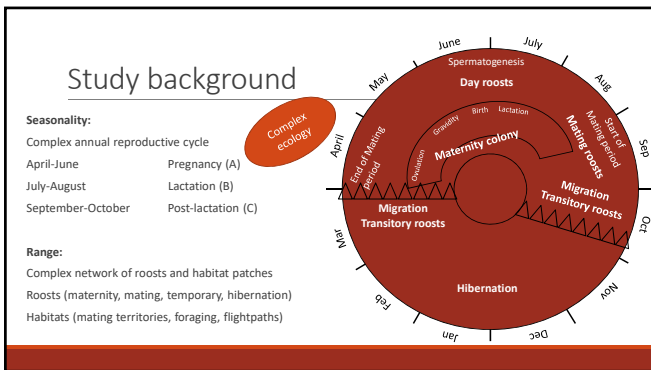 Study background
Seasonality:
Complex annual reproductive cycle
April-June Pregnancy (A)
July-August Lactation (B)
September-October Post-lactation (C)
Range:
Complex network of roosts and habitat patches
Roosts (maternity, mating, temporary, hibernation)
Habitats (mating territories, foraging, flightpaths)
Complex
ecology
June
July
Aug
Sep
Oct
Nov
Dec
Jan
Feb
Mar
April
May
Spermatogenesis
Day roosts
Ovulation
Gravidity
Birth
Lactation
Maternity colony
Start of
Mating period
Mating roosts
End of Mating
period
Migration
Transitory roosts
Migration
Transitory roosts
Hibernation